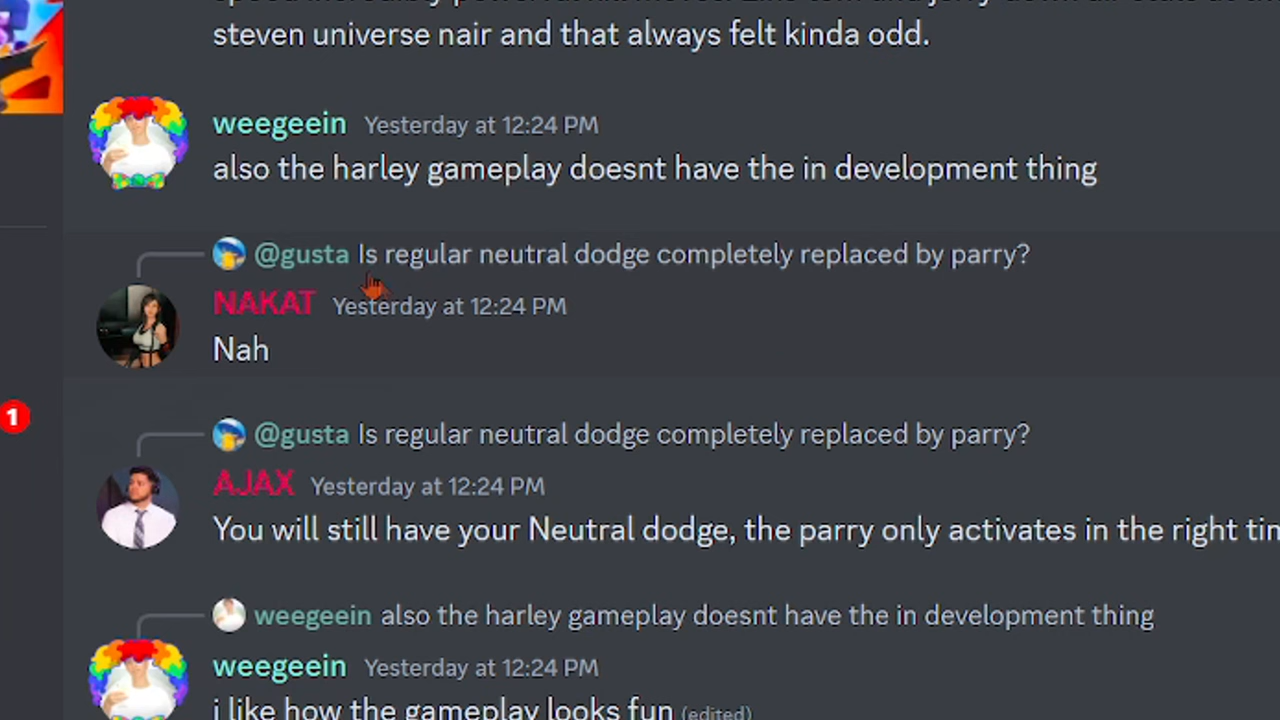 steven universe nair and that always felt kinda odd.
weegeein Yesterday at 12:24 PM
also the harley gameplay doesnt have the in development thing
@gusta Is regular neutral dodge completely replaced by parry?
NAKAT Yesterday at 12:24 PM
Nah
1
@gusta Is regular neutral dodge completely replaced by parry?
AJAX Yesterday at 12:24 PM
You will still have your Neutral dodge, the parry only activates in the right
weegeein also the harley gameplay doesnt have the in development thing
weegeein Yesterday at 12:24 PM
i like how the gameplay looks fun (edited)